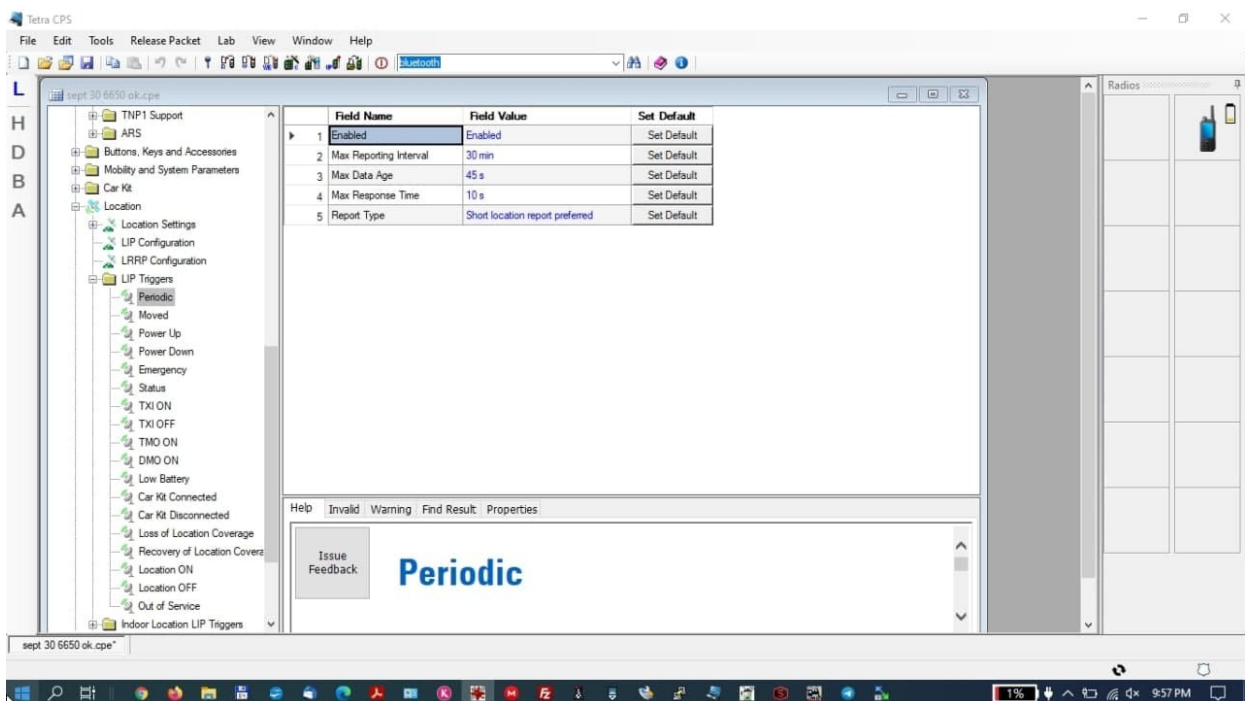 Tetra CPS
File Edit Tools Release Packet Lab View Window Help
bluetooth
L
H
D
B
A
sept 30 6650 ok.cpe
TNP1 Support
ARS
Buttons, Keys and Accessories
Mobility and System Parameters
Car Kit
Location
Location Settings
LIP Configuration
LRRP Configuration
LIP Triggers
Periodic
Moved
Power Up
Power Down
Emergency
Status
TXI ON
TXI OFF
TMO ON
DMO ON
Low Battery
Car Kit Connected
Car Kit Disconnected
Loss of Location Coverage
Recovery of Location Covera
Location ON
Location OFF
Out of Service
Indoor Location LIP Triggers
Field Name Field Value Set Default
1 Enabled Enabled Set Default
2 Max Reporting Interval 30 min Set Default
3 Max Data Age 45 s Set Default
4 Max Response Time 10 s Set Default
5 Report Type Short location report preferred Set Default
Help Invalid Warning Find Result Properties
Issue
Feedback
Periodic
Radios
sept 30 6650 ok.cpe*
1% 9:57 PM